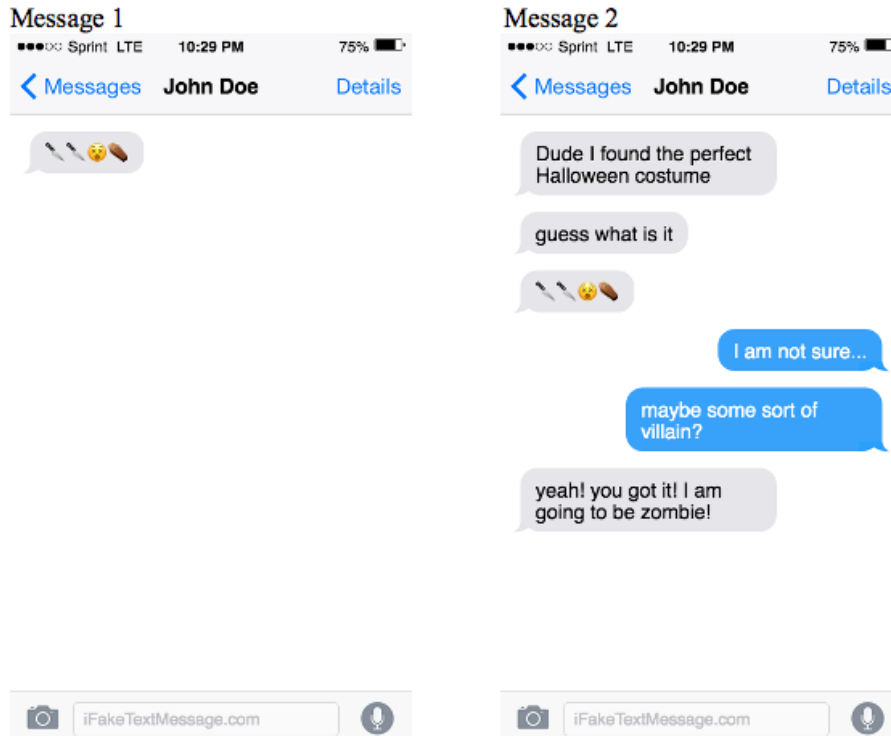 Message 1
Sprint LTE 10:29 PM 75%
Messages John Doe Details
🔪🔪😵⚰️
iFakeTextMessage.com
Message 2
Sprint LTE 10:29 PM 75%
Messages John Doe Details
Dude I found the perfect
Halloween costume
guess what is it
🔪🔪😵⚰️
I am not sure...
maybe some sort of
villain?
yeah! you got it! I am
going to be zombie!
iFakeTextMessage.com